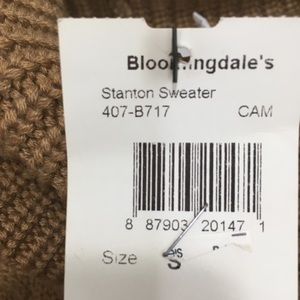 Bloomingdale's
Stanton Sweater
407-B717 CAM
8 87903 20147 1
Size S